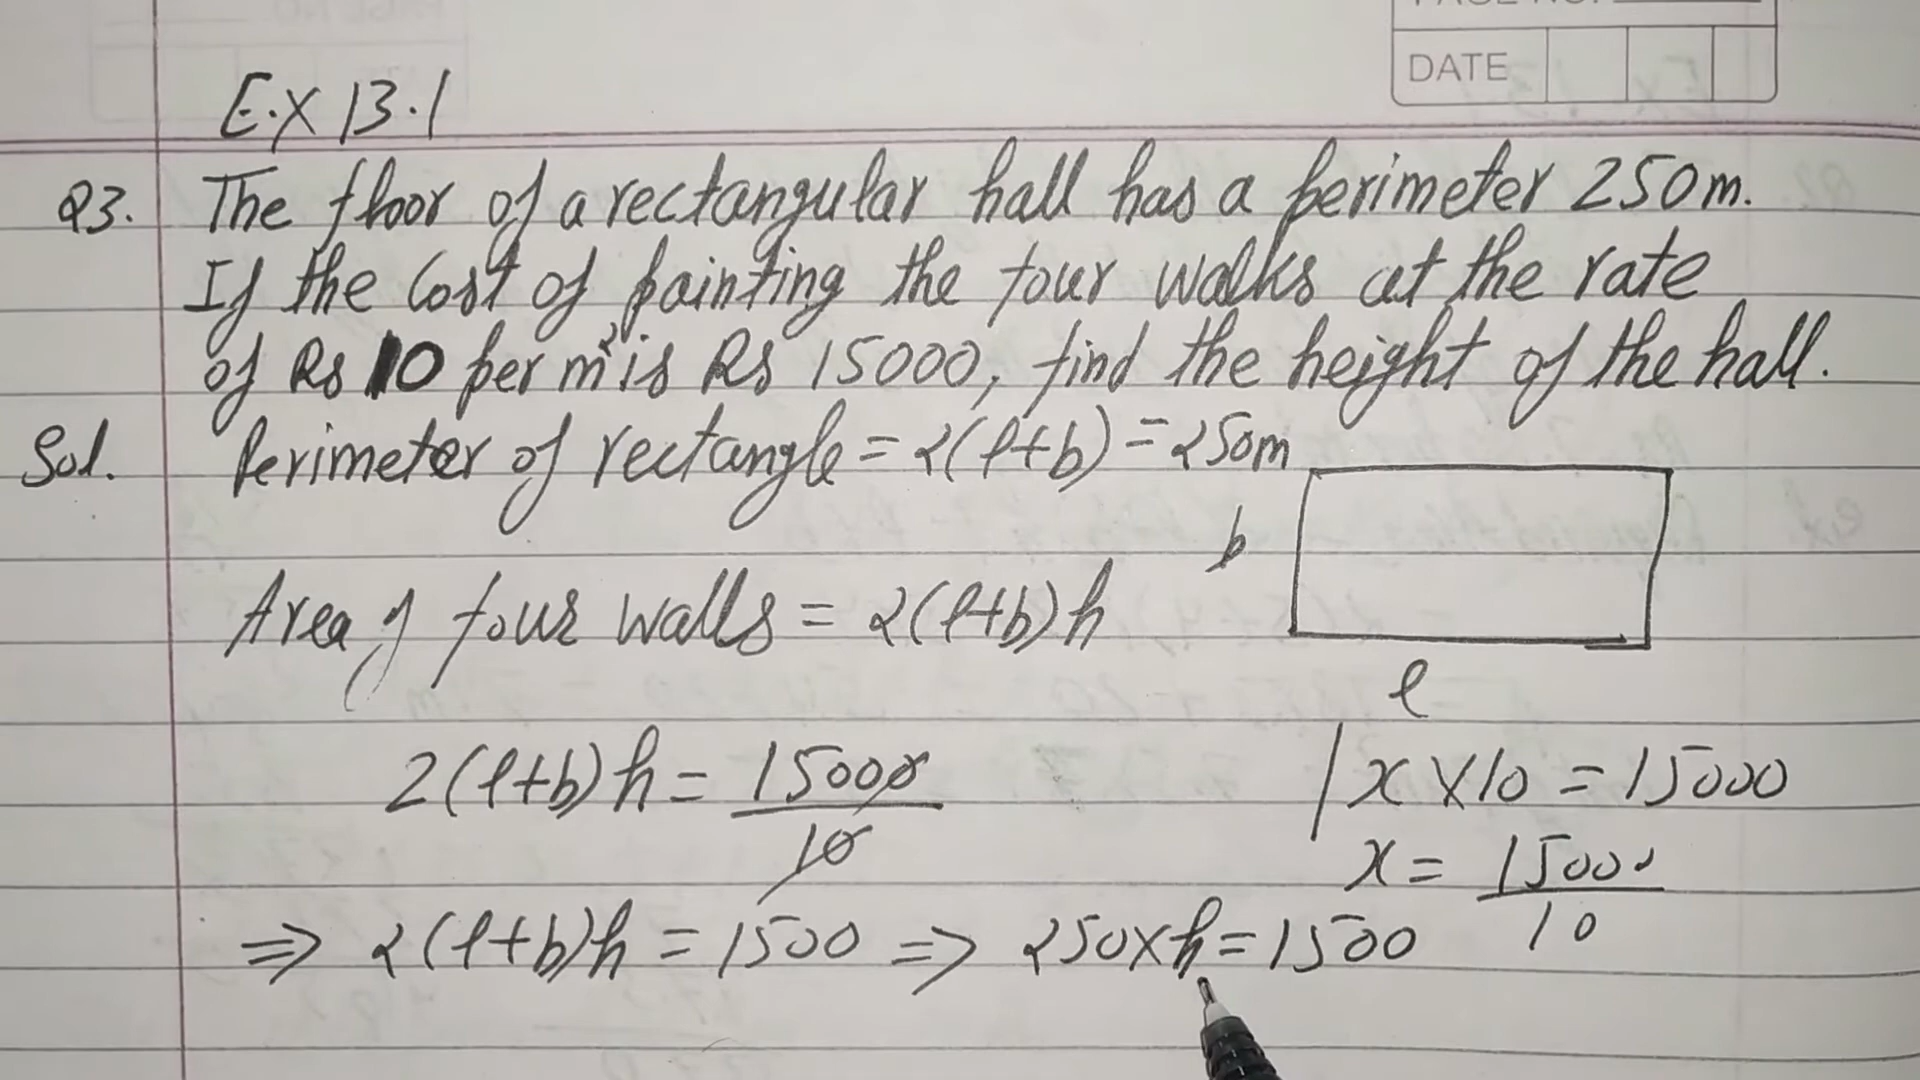 DATE
Ex 13.1
Q3. The floor of a rectangular hall has a perimeter 250m.
If the cost of painting the four walls at the rate
of Rs 10 per m² is Rs 15000, find the height of the hall.
Sol. Perimeter of rectangle = 2(l+b) = 250m
b
Area of four walls = 2(l+b)h
l
2(l+b)h = 15000/10
x × 10 = 15000
x = 15000/10
⇒ 2(l+b)h = 1500 ⇒ 250×h = 1500